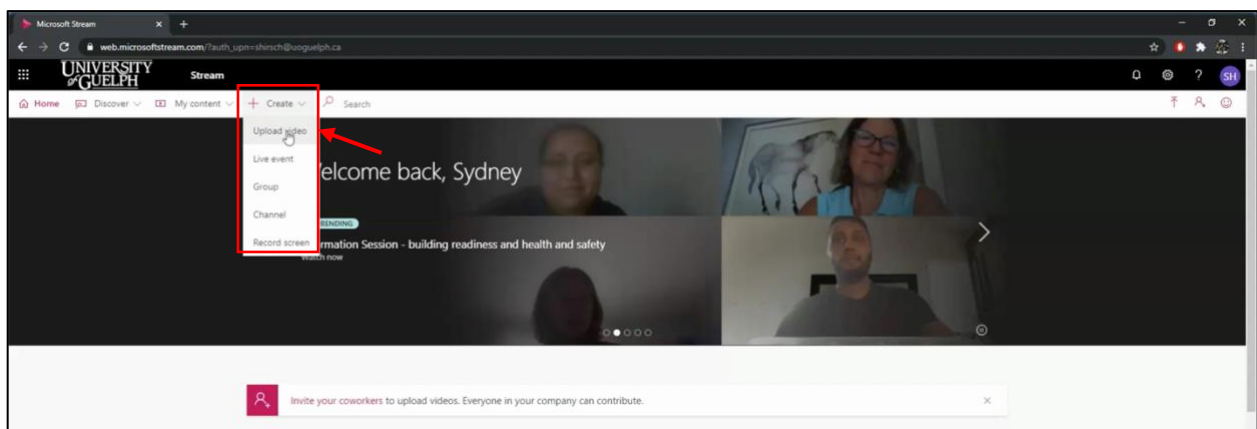 Microsoft Stream
web.microsoftstream.com/?auth_upn=shirsch@uoguelph.ca
UNIVERSITY
of GUELPH
Stream
?
SH
Home
Discover
My content
Create
Search
Upload video
Live event
Group
Channel
Record screen
elcome back, Sydney
RENDING
rmation Session - building readiness and health and safety
Watch now
Invite your coworkers to upload videos. Everyone in your company can contribute.